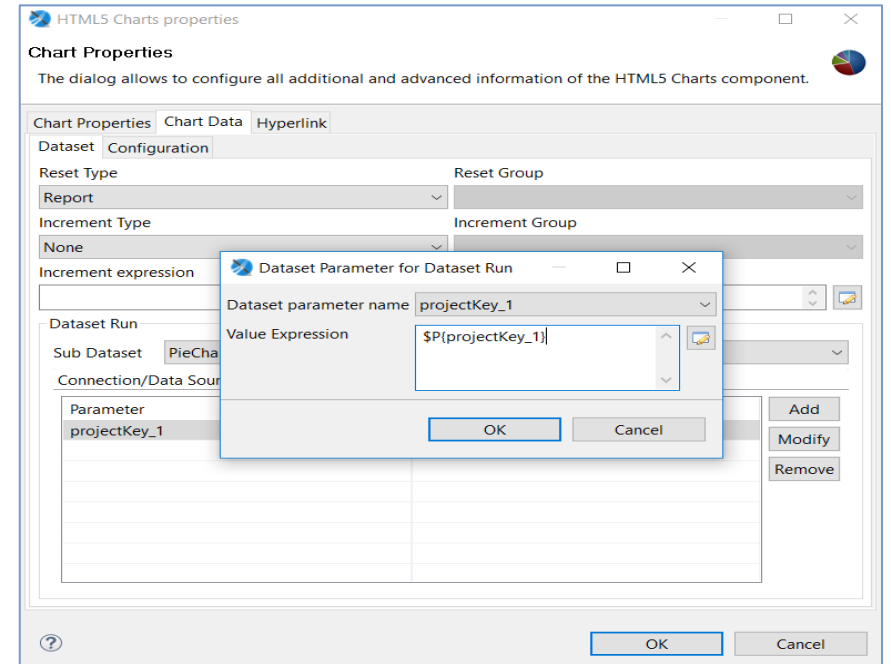 HTML5 Charts properties
Chart Properties
The dialog allows to configure all additional and advanced information of the HTML5 Charts component.
Chart Properties Chart Data Hyperlink
Dataset Configuration
Reset Type Reset Group
Report
Increment Type Increment Group
None
Increment expression
Dataset Parameter for Dataset Run
Dataset parameter name projectKey_1
Value Expression $P{projectKey_1}
OK Cancel
Dataset Run
Sub Dataset PieCha
Connection/Data Sour
Parameter
projectKey_1
Add
Modify
Remove
?
OK Cancel